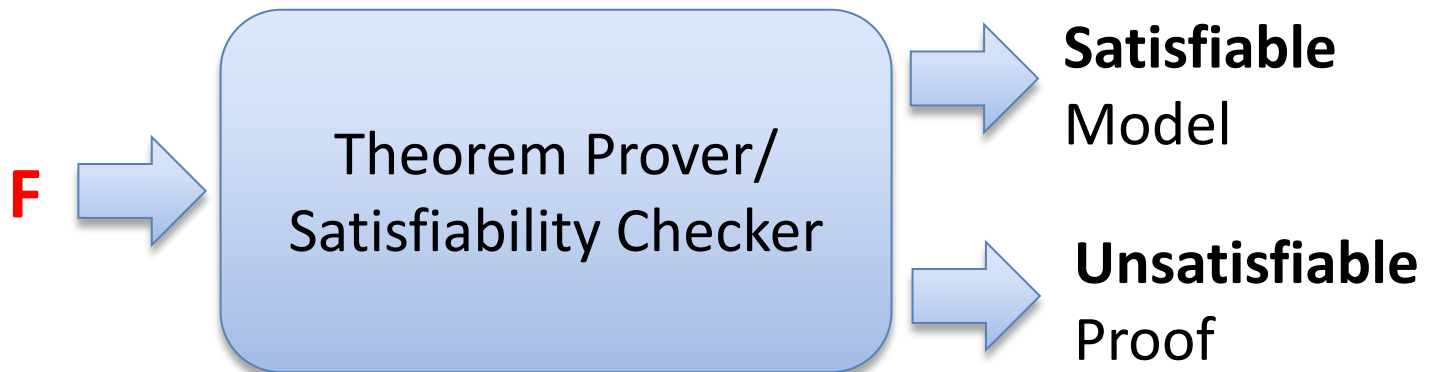 F
Theorem Prover/
Satisfiability Checker
Satisfiable
Model
Unsatisfiable
Proof